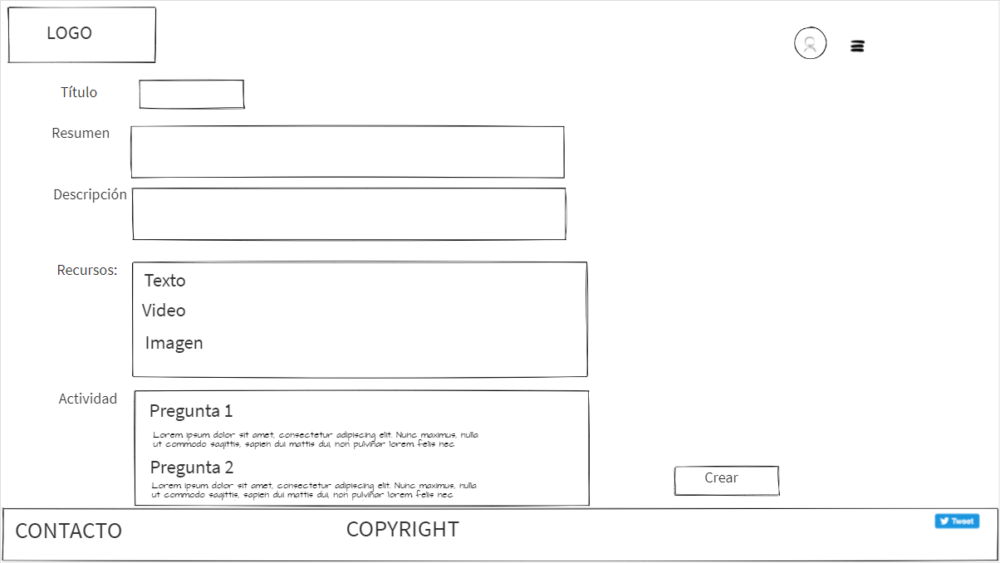 LOGO
Título
Resumen
Descripción
Recursos:
Texto
Video
Imagen
Actividad
Pregunta 1
Lorem ipsum dolor sit amet, consectetur adipiscing elit. Nunc maximus, nulla
ut commodo sagittis, sapien dui mattis dui, non pulvinar lorem felis nec
Pregunta 2
Lorem ipsum dolor sit amet, consectetur adipiscing elit. Nunc maximus, nulla
ut commodo sagittis, sapien dui mattis dui, non pulvinar lorem felis nec
Crear
CONTACTO
COPYRIGHT
Tweet